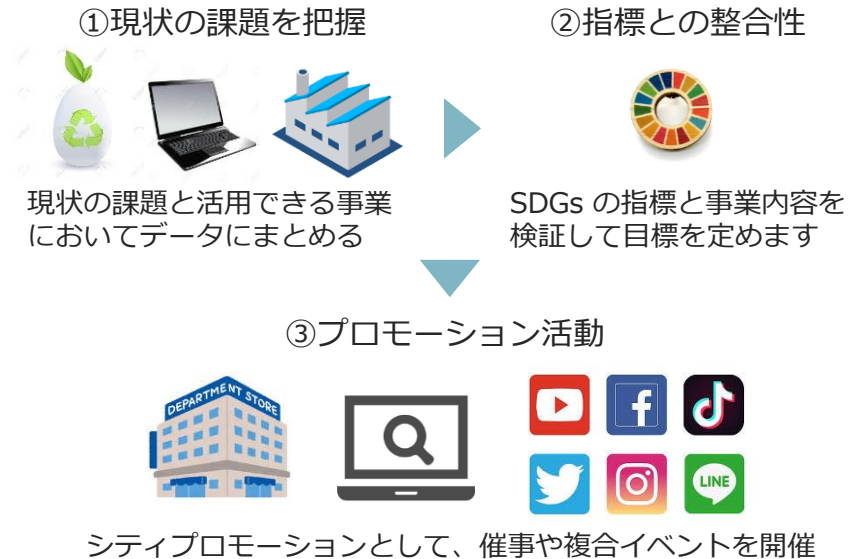 ①現状の課題を把握
②指標との整合性
現状の課題と活用できる事業
においてデータにまとめる
SDGs の指標と事業内容を
検証して目標を定めます
③プロモーション活動
DEPARTMENT STORE
LINE
シティプロモーションとして、催事や複合イベントを開催